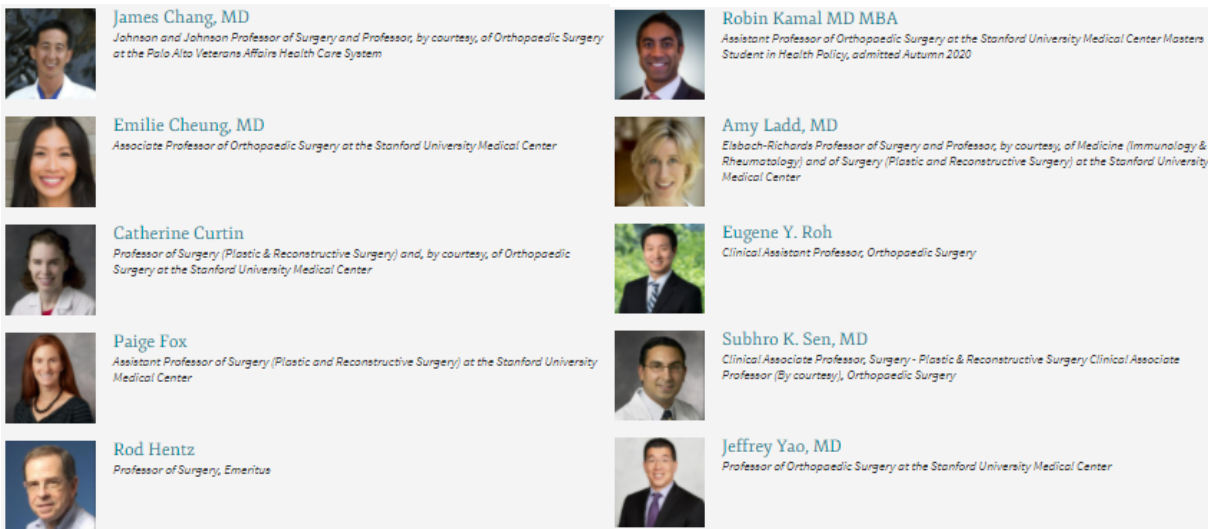 James Chang, MD
Johnson and Johnson Professor of Surgery and Professor, by courtesy, of Orthopaedic Surgery
at the Palo Alto Veterans Affairs Health Care System
Emilie Cheung, MD
Associate Professor of Orthopaedic Surgery at the Stanford University Medical Center
Catherine Curtin
Professor of Surgery (Plastic & Reconstructive Surgery) and, by courtesy, of Orthopaedic
Surgery at the Stanford University Medical Center
Paige Fox
Assistant Professor of Surgery (Plastic and Reconstructive Surgery) at the Stanford University
Medical Center
Rod Hentz
Professor of Surgery, Emeritus
Robin Kamal MD MBA
Assistant Professor of Orthopaedic Surgery at the Stanford University Medical Center Masters
Student in Health Policy, admitted Autumn 2020
Amy Ladd, MD
Elsbach-Richards Professor of Surgery and Professor, by courtesy, of Medicine (Immunology &
Rheumatology) and of Surgery (Plastic and Reconstructive Surgery) at the Stanford University
Medical Center
Eugene Y. Roh
Clinical Assistant Professor, Orthopaedic Surgery
Subhro K. Sen, MD
Clinical Associate Professor, Surgery - Plastic & Reconstructive Surgery Clinical Associate
Professor (By courtesy), Orthopaedic Surgery
Jeffrey Yao, MD
Professor of Orthopaedic Surgery at the Stanford University Medical Center